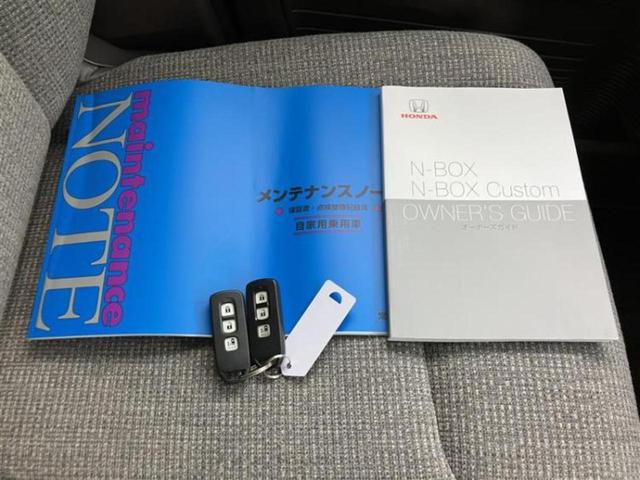 maintenance
NOTE
メンテナンスノー
自家用乗用車
HONDA
N-BOX
N-BOX Custom
OWNER'S GUIDE
オーナーズガイド